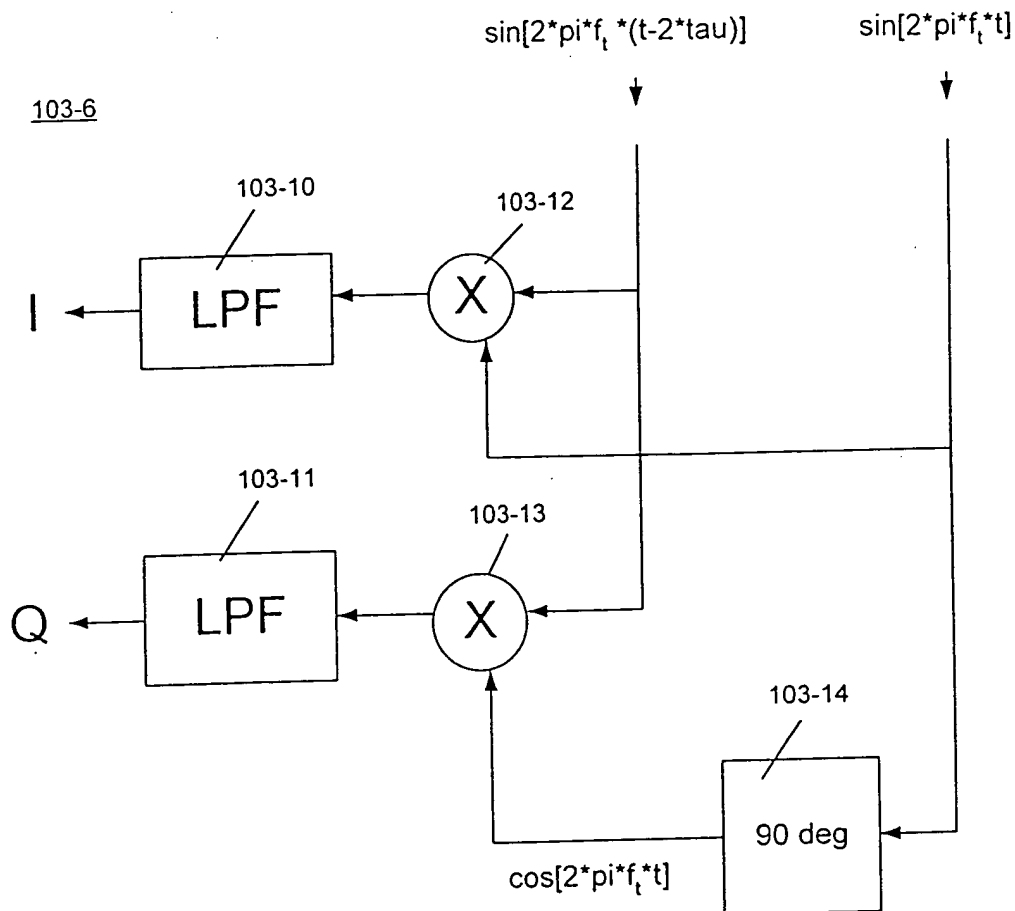 sin[2*pi*f_t *(t-2*tau)]
sin[2*pi*f_t*t]
103-6
103-10
103-12
I
LPF
X
103-11
103-13
Q
LPF
X
103-14
90 deg
cos[2*pi*f_t*t]